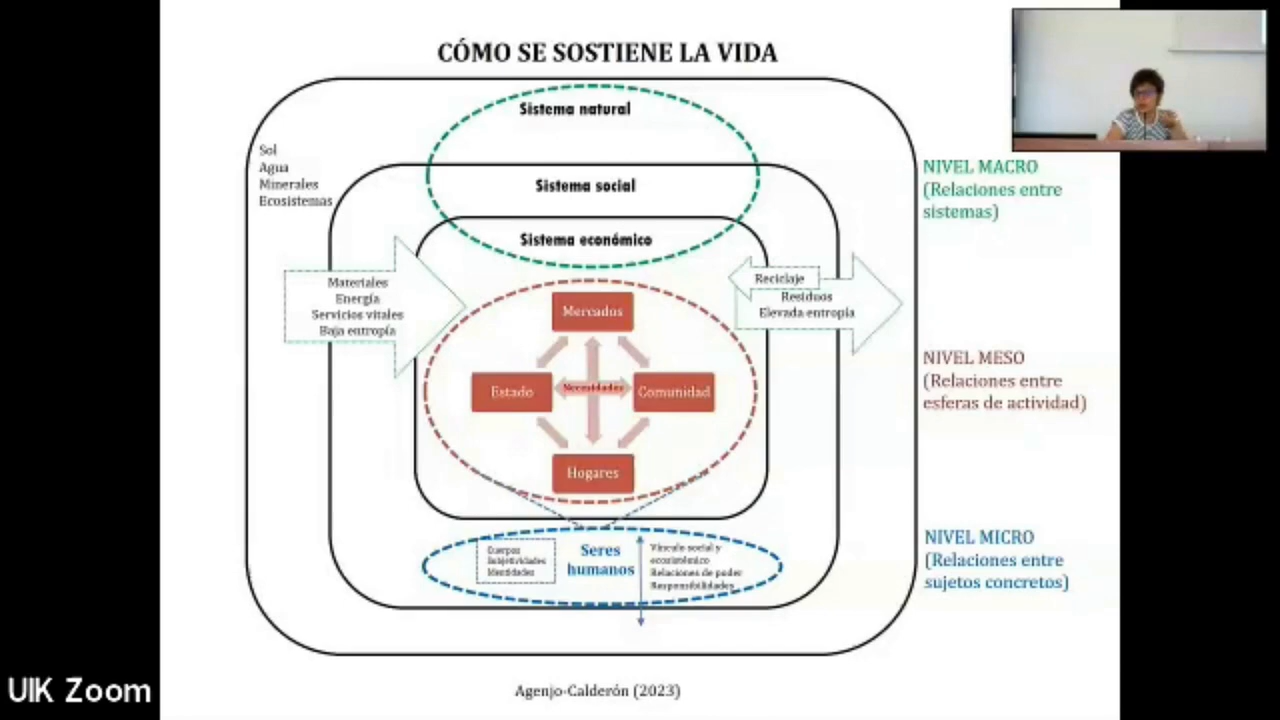 CÓMO SE SOSTIENE LA VIDA
Sistema natural
Sol
Agua
Minerales
Ecosistemas
Sistema social
Sistema económico
NIVEL MACRO
(Relaciones entre
sistemas)
Materiales
Energía
Servicios vitales
Baja entropía
Reciclaje
Residuos
Elevada entropía
Mercados
Estado
Necesidades
Comunidad
Hogares
NIVEL MESO
(Relaciones entre
esferas de actividad)
Cuerpos
Subjetividades
Identidades
Seres
humanos
Vínculo social y
ecosistémico
Relaciones de poder
Responsabilidades
NIVEL MICRO
(Relaciones entre
sujetos concretos)
UIK Zoom
Agenjo-Calderón (2023)